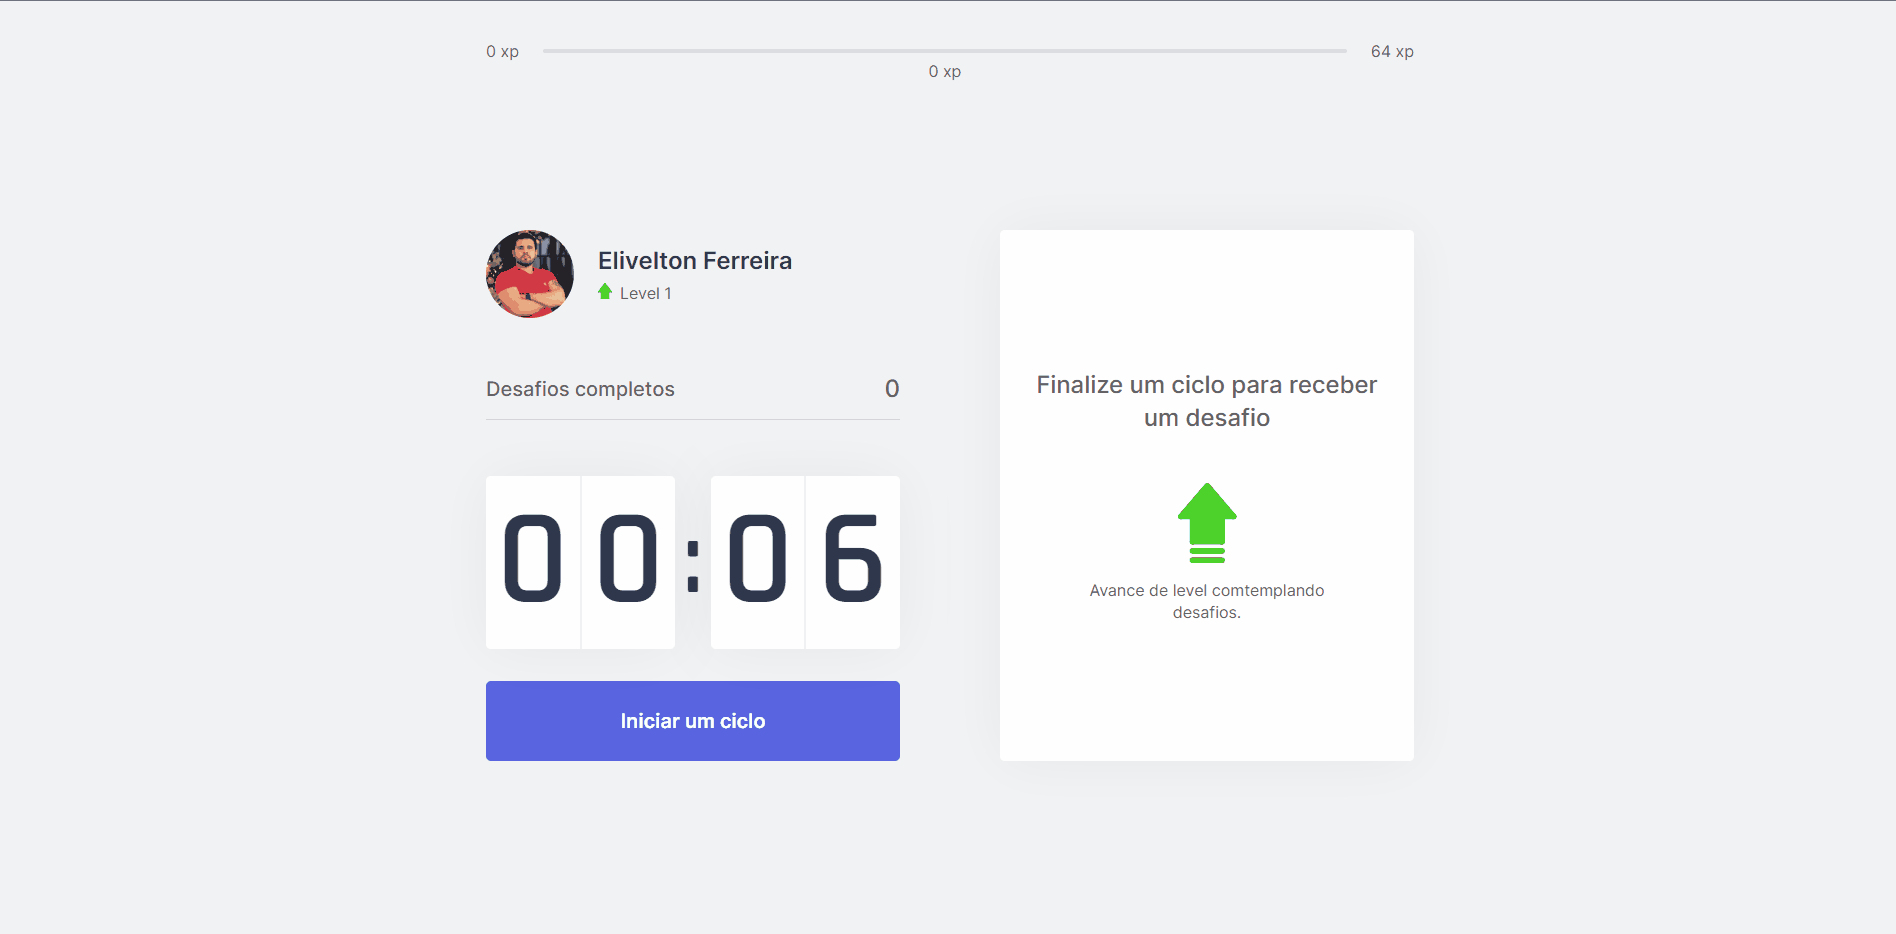 0 xp
64 xp
0 xp
Elivelton Ferreira
Level 1
Desafios completos
0
00:06
Iniciar um ciclo
Finalize um ciclo para receber
um desafio
Avance de level comtemplando
desafios.